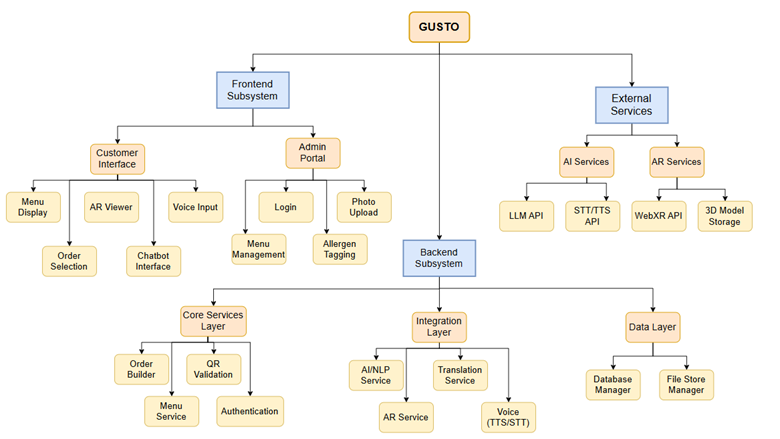 GUSTO
Frontend
Subsystem
External
Services
Customer
Interface
Admin
Portal
AI Services
AR Services
Menu
Display
AR Viewer
Voice Input
Login
Photo
Upload
LLM API
STT/TTS
API
WebXR API
3D Model
Storage
Order
Selection
Chatbot
Interface
Menu
Management
Allergen
Tagging
Backend
Subsystem
Core Services
Layer
Integration
Layer
Data Layer
Order
Builder
QR
Validation
AI/NLP
Service
Translation
Service
Database
Manager
File Store
Manager
Menu
Service
Authentication
AR Service
Voice
(TTS/STT)